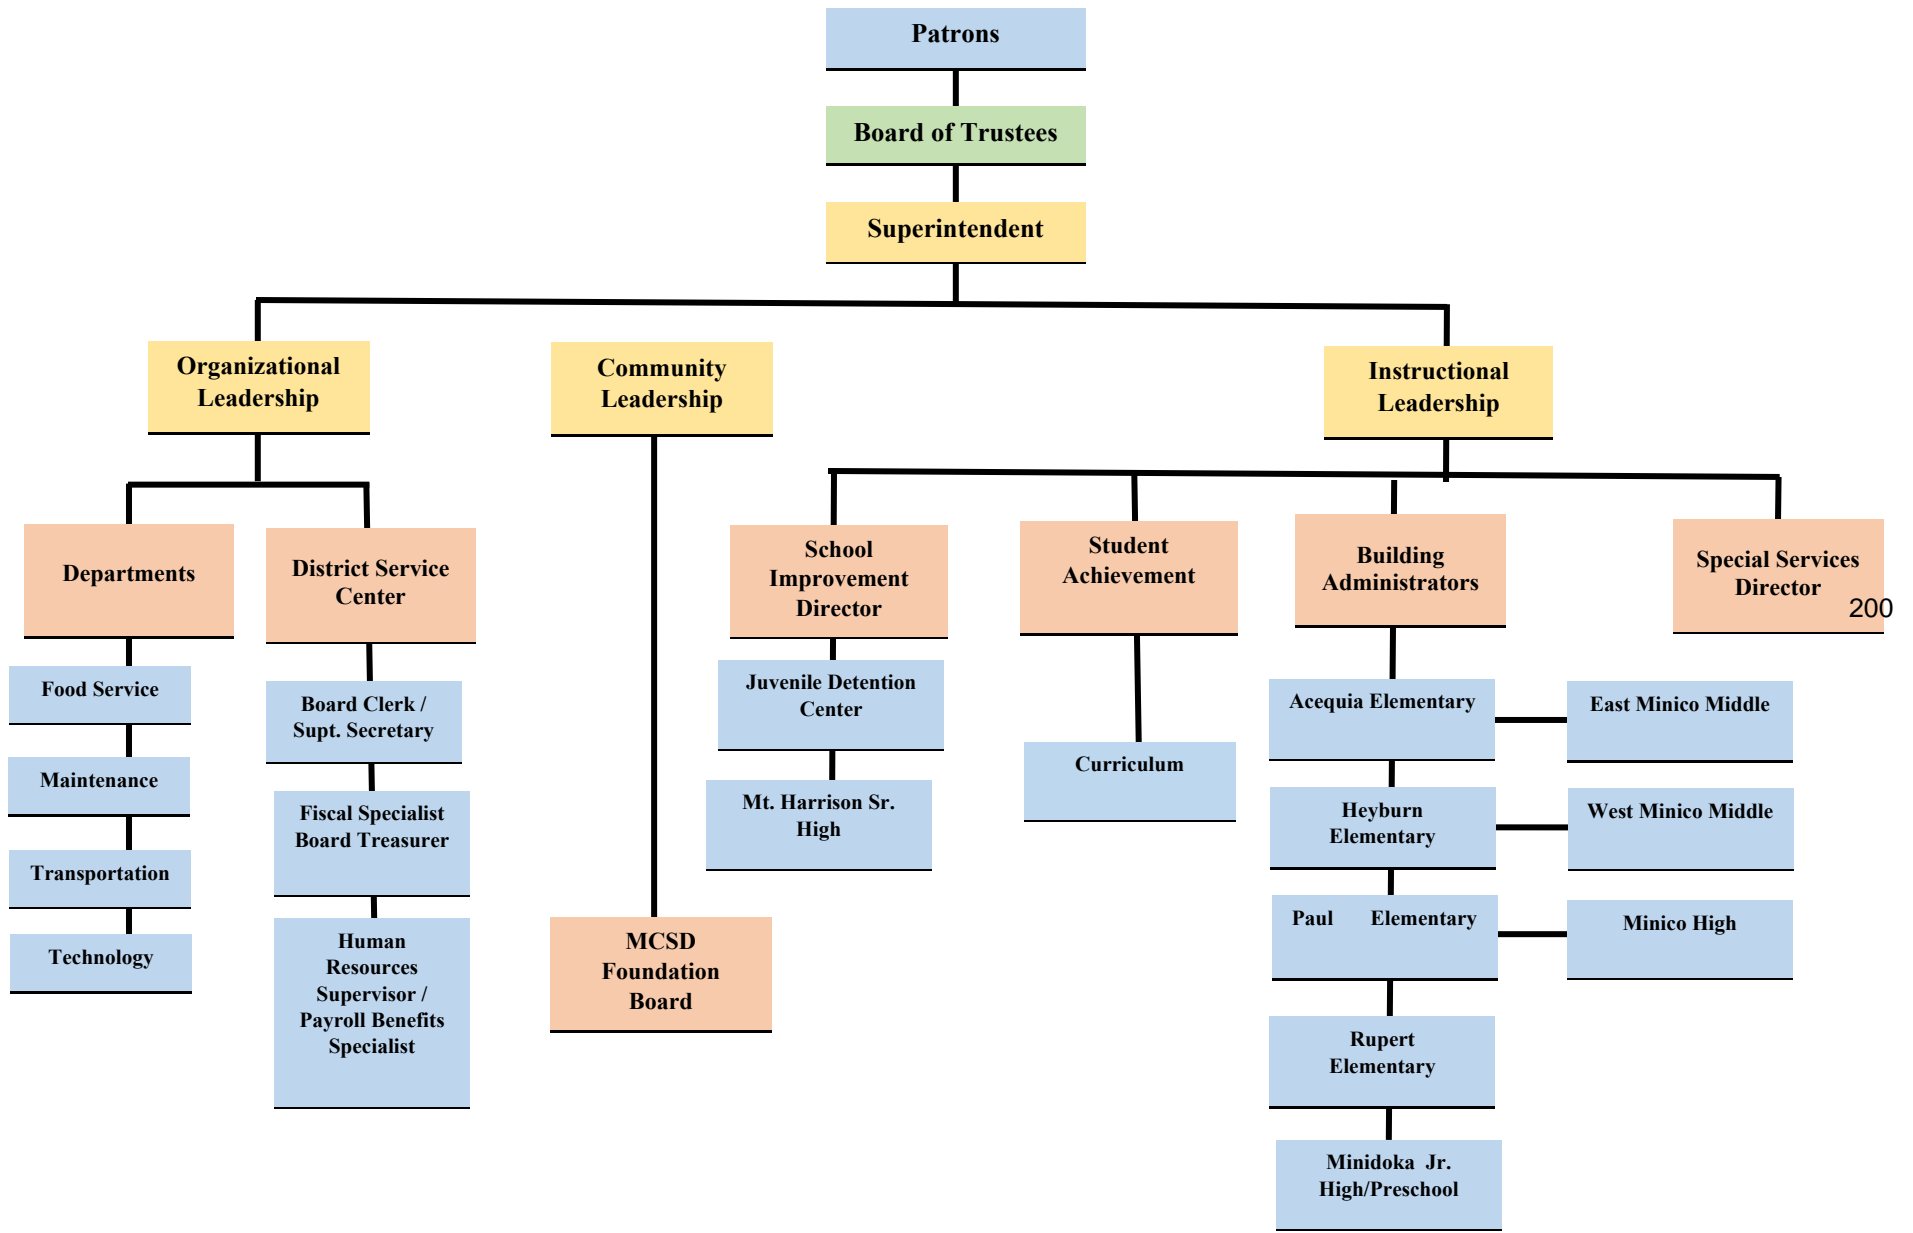 Patrons
Board of Trustees
Superintendent
Organizational
Leadership
Community
Leadership
Instructional
Leadership
Departments
District Service
Center
School
Improvement
Director
Student
Achievement
Building
Administrators
Special Services
Director
200
Food Service
Maintenance
Transportation
Technology
Board Clerk /
Supt. Secretary
Fiscal Specialist
Board Treasurer
Human
Resources
Supervisor /
Payroll Benefits
Specialist
MCSD
Foundation
Board
Juvenile Detention
Center
Mt. Harrison Sr.
High
Curriculum
Acequia Elementary
East Minico Middle
Heyburn
Elementary
West Minico Middle
Paul Elementary
Minico High
Rupert
Elementary
Minidoka Jr.
High/Preschool